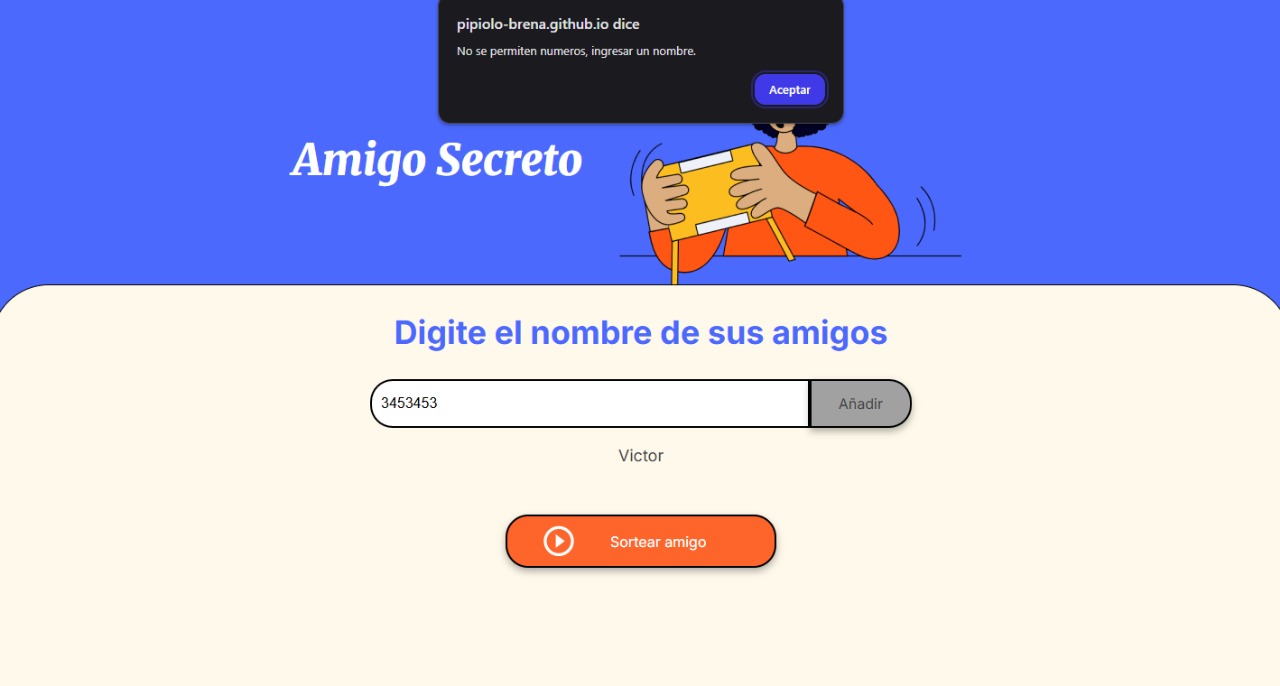 pipiolo-brena.github.io dice
No se permiten numeros, ingresar un nombre.
Aceptar
Amigo Secreto
Digite el nombre de sus amigos
3453453
Añadir
Victor
Sortear amigo